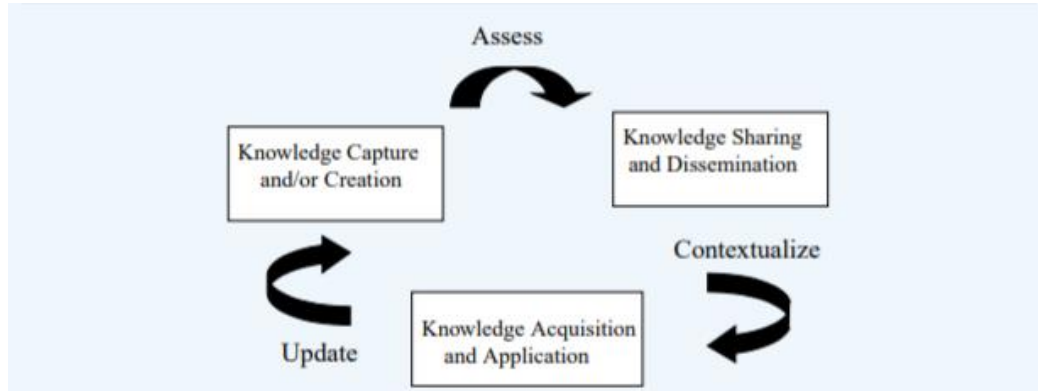 Assess
Knowledge Capture
and/or Creation
Knowledge Sharing
and Dissemination
Contextualize
Knowledge Acquisition
and Application
Update